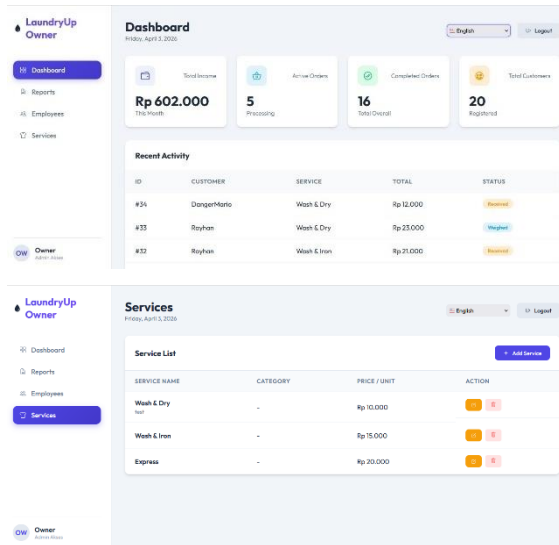 LaundryUp
Owner
Dashboard
Friday, April 3, 2026
English
Logout
Dashboard
Reports
Employees
Services
Total Income
Rp 602.000
This Month
Active Orders
5
Processing
Completed Orders
16
Total Overall
Total Customers
20
Registered
Recent Activity
ID CUSTOMER SERVICE TOTAL STATUS
#34 DangerMario Wash & Dry Rp 12.000 Received
#33 Rayhan Wash & Dry Rp 23.000 Weighed
#32 Rayhan Wash & Iron Rp 21.000 Received
OW Owner
Admin Akses
LaundryUp
Owner
Services
Friday, April 3, 2026
English
Logout
Dashboard
Reports
Employees
Services
Service List
+ Add Service
SERVICE NAME CATEGORY PRICE / UNIT ACTION
Wash & Dry - Rp 10.000
test
Wash & Iron - Rp 15.000
Express - Rp 20.000
OW Owner
Admin Akses